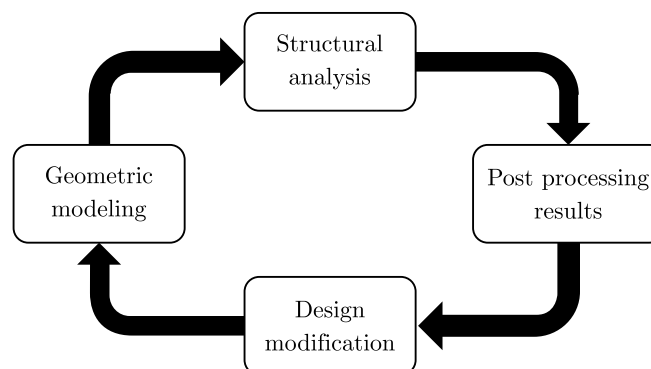 Structural
analysis
Geometric
modeling
Post processing
results
Design
modification